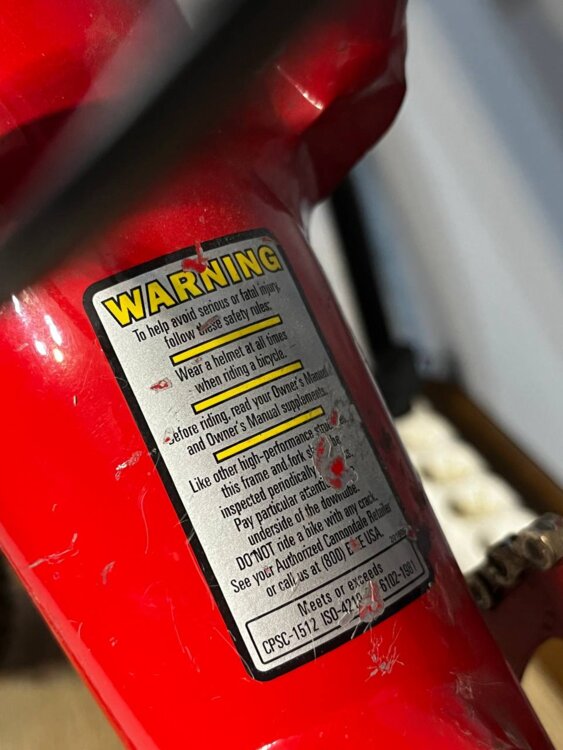 WARNING
To help avoid serious or fatal injury,
follow these safety rules:
Wear a helmet at all times
when riding a bicycle.
Before riding, read your Owner's Manual
and Owner's Manual supplements.
Like other high-performance
this frame and fork
inspected periodically
Pay particular
underside of the downtube.
DO NOT ride a bike with any crack.
See your Authorized Cannondale Retailer
or call us at (800) USA.
Meets or exceeds
CPSC-1512 6102-1981